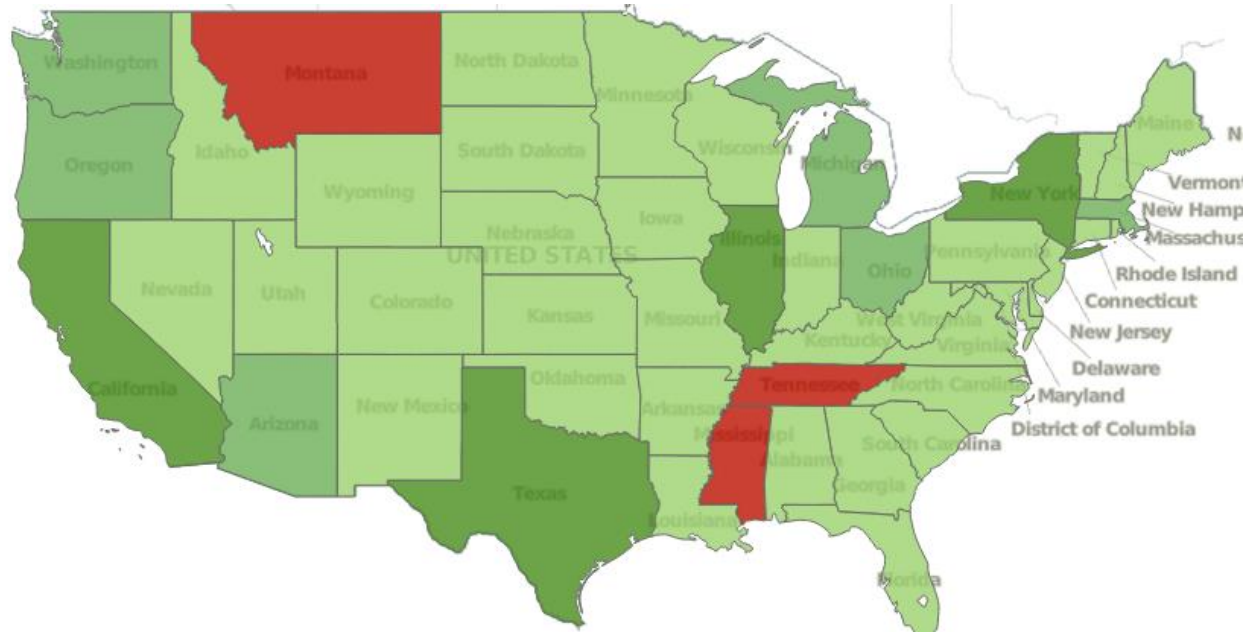 Washington
Montana
North Dakota
Minnesota
Maine
N
Oregon
Idaho
South Dakota
Wisconsin
Michigan
Vermont
Wyoming
New York
New Hamp
Iowa
Massachus
Nebraska
Illinois
UNITED STATES
Indiana
Ohio
Pennsylvania
Rhode Island
Nevada
Utah
Colorado
Connecticut
Kansas
Missouri
West Virginia
New Jersey
Kentucky
Virginia
Delaware
California
Oklahoma
Tennessee
North Carolina
Maryland
New Mexico
Arkansas
Arizona
Mississippi
District of Columbia
South Carolina
Alabama
Texas
Georgia
Louisiana
Florida